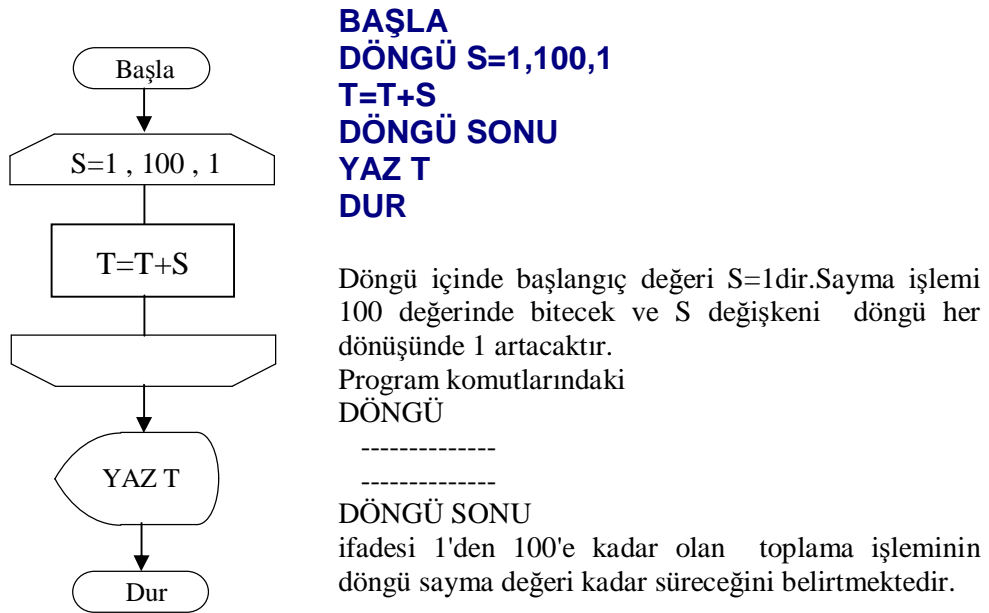 Başla
S=1 , 100 , 1
T=T+S
YAZ T
Dur
BAŞLA
DÖNGÜ S=1,100,1
T=T+S
DÖNGÜ SONU
YAZ T
DUR
Döngü içinde başlangıç değeri S=1dir.Sayma işlemi
100 değerinde bitecek ve S değişkeni döngü her
dönüşünde 1 artacaktır.
Program komutlarındaki
DÖNGÜ
--------------
--------------
DÖNGÜ SONU
ifadesi 1'den 100'e kadar olan toplama işleminin
döngü sayma değeri kadar süreceğini belirtmektedir.